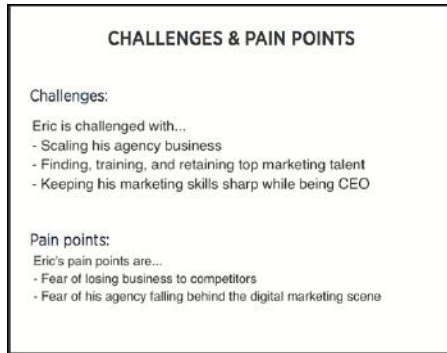 CHALLENGES & PAIN POINTS
Challenges:
Eric is challenged with...
- Scaling his agency business
- Finding, training, and retaining top marketing talent
- Keeping his marketing skills sharp while being CEO
Pain points:
Eric's pain points are...
- Fear of losing business to competitors
- Fear of his agency falling behind the digital marketing scene